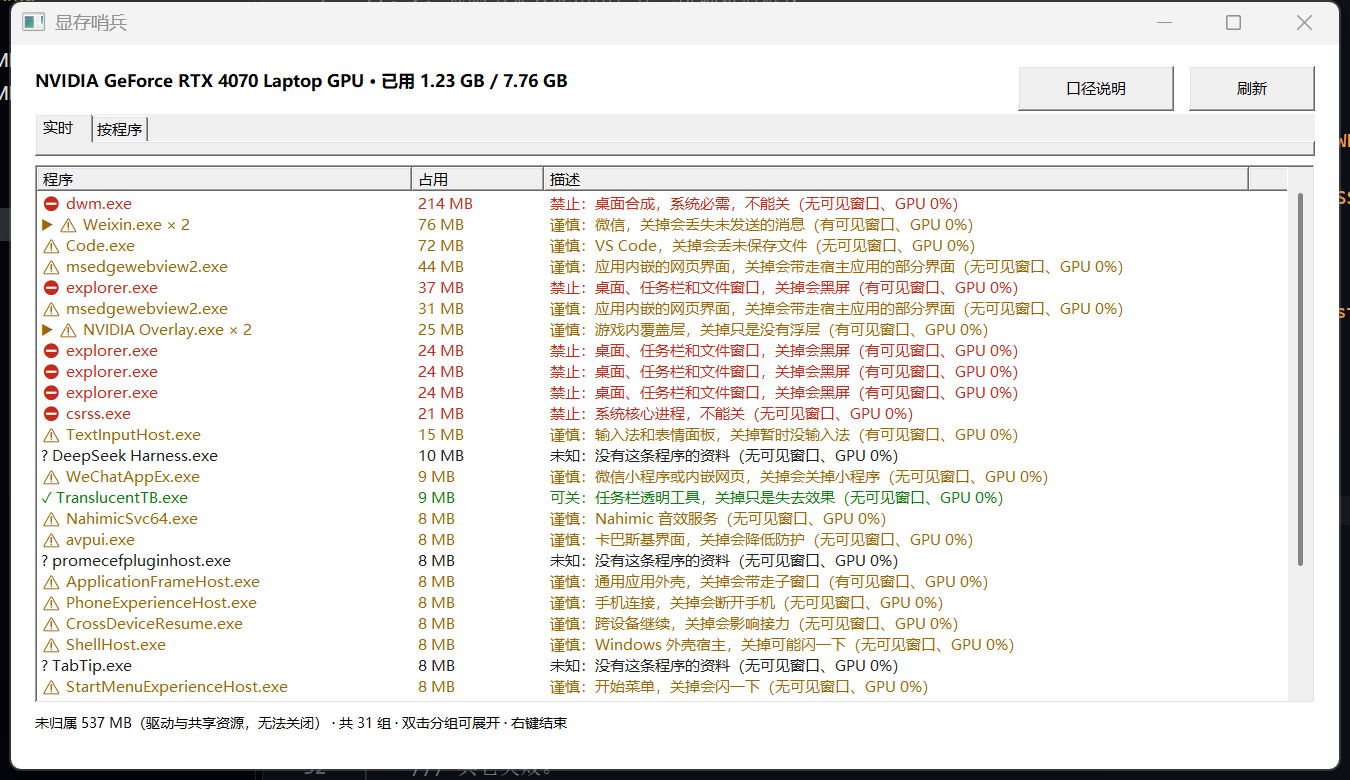 显存哨兵
NVIDIA GeForce RTX 4070 Laptop GPU • 已用 1.23 GB / 7.76 GB
口径说明
刷新
实时 按程序
程序 占用 描述
dwm.exe 214 MB 禁止：桌面合成，系统必需，不能关（无可见窗口、GPU 0%）
Weixin.exe × 2 76 MB 谨慎：微信，关掉会丢失未发送的消息（有可见窗口、GPU 0%）
Code.exe 72 MB 谨慎：VS Code，关掉会丢未保存文件（无可见窗口、GPU 0%）
msedgewebview2.exe 44 MB 谨慎：应用内嵌的网页界面，关掉会带走宿主应用的部分界面（无可见窗口、GPU 0%）
explorer.exe 37 MB 禁止：桌面、任务栏和文件窗口，关掉会黑屏（无可见窗口、GPU 0%）
msedgewebview2.exe 31 MB 谨慎：应用内嵌的网页界面，关掉会带走宿主应用的部分界面（无可见窗口、GPU 0%）
NVIDIA Overlay.exe × 2 25 MB 谨慎：游戏内覆盖层，关掉只是没有浮层（有可见窗口、GPU 0%）
explorer.exe 24 MB 禁止：桌面、任务栏和文件窗口，关掉会黑屏（有可见窗口、GPU 0%）
explorer.exe 24 MB 禁止：桌面、任务栏和文件窗口，关掉会黑屏（有可见窗口、GPU 0%）
explorer.exe 24 MB 禁止：桌面、任务栏和文件窗口，关掉会黑屏（有可见窗口、GPU 0%）
csrss.exe 21 MB 禁止：系统核心进程，不能关（无可见窗口、GPU 0%）
TextInputHost.exe 15 MB 谨慎：输入法和表情面板，关掉暂时没输入法（有可见窗口、GPU 0%）
? DeepSeek Harness.exe 10 MB 未知：没有这条程序的资料（无可见窗口、GPU 0%）
WeChatAppEx.exe 9 MB 谨慎：微信小程序或内嵌网页，关掉会关掉小程序（无可见窗口、GPU 0%）
✓ TranslucentTB.exe 9 MB 可关：任务栏透明工具，关掉只是失去效果（无可见窗口、GPU 0%）
NahimicSvc64.exe 8 MB 谨慎：Nahimic 音效服务（无可见窗口、GPU 0%）
avpui.exe 8 MB 谨慎：卡巴斯基界面，关掉会降低防护（无可见窗口、GPU 0%）
? promecefpluginhost.exe 8 MB 未知：没有这条程序的资料（无可见窗口、GPU 0%）
ApplicationFrameHost.exe 8 MB 谨慎：通用应用外壳，关掉会带走子窗口（有可见窗口、GPU 0%）
PhoneExperienceHost.exe 8 MB 谨慎：手机连接，关掉会断开手机（无可见窗口、GPU 0%）
CrossDeviceResume.exe 8 MB 谨慎：跨设备继续，关掉会影响接力（无可见窗口、GPU 0%）
ShellHost.exe 8 MB 谨慎：Windows 外壳宿主，关掉可能闪一下（无可见窗口、GPU 0%）
? TabTip.exe 8 MB 未知：没有这条程序的资料（无可见窗口、GPU 0%）
StartMenuExperienceHost.exe 8 MB 谨慎：开始菜单，关掉会闪一下（无可见窗口、GPU 0%）
未归属 537 MB（驱动与共享资源，无法关闭） · 共 31 组 · 双击分组可展开 · 右键结束